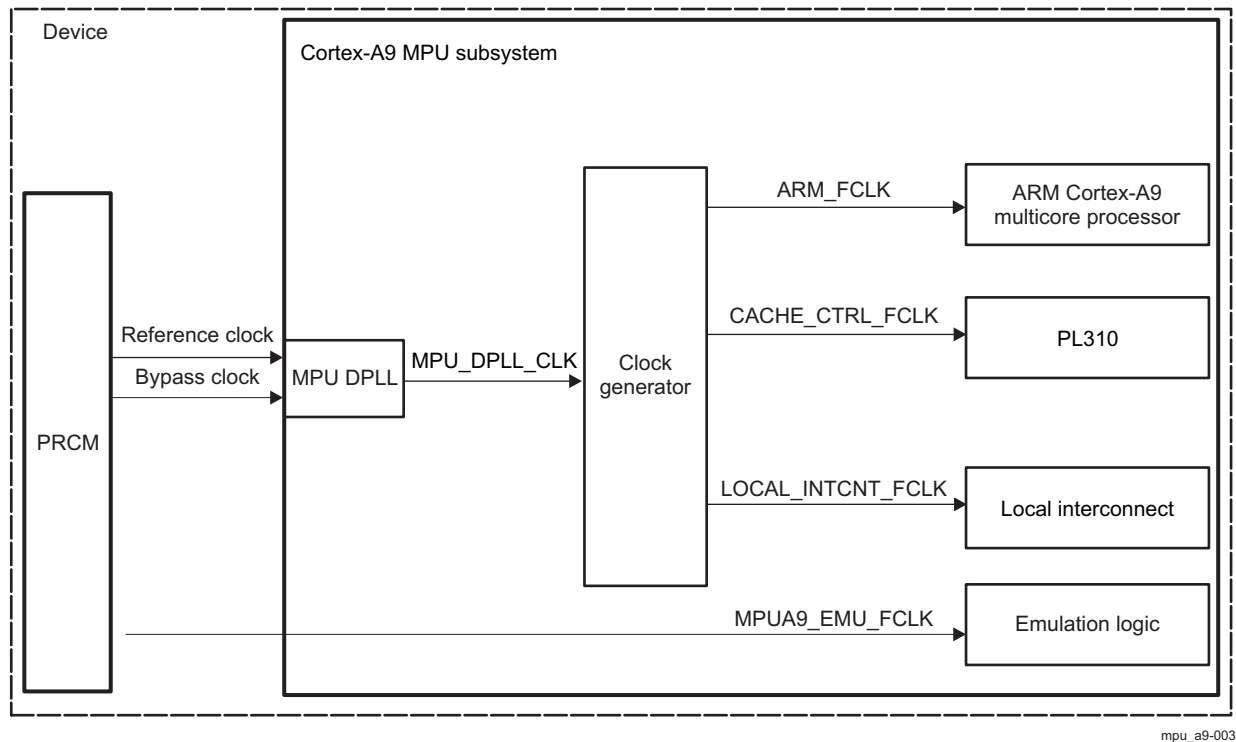 Device
Cortex-A9 MPU subsystem
ARM_FCLK
ARM Cortex-A9
multicore processor
CACHE_CTRL_FCLK
PL310
Reference clock
Bypass clock
MPU DPLL
MPU_DPLL_CLK
Clock
generator
PRCM
LOCAL_INTCNT_FCLK
Local interconnect
MPUA9_EMU_FCLK
Emulation logic
mpu_a9-003